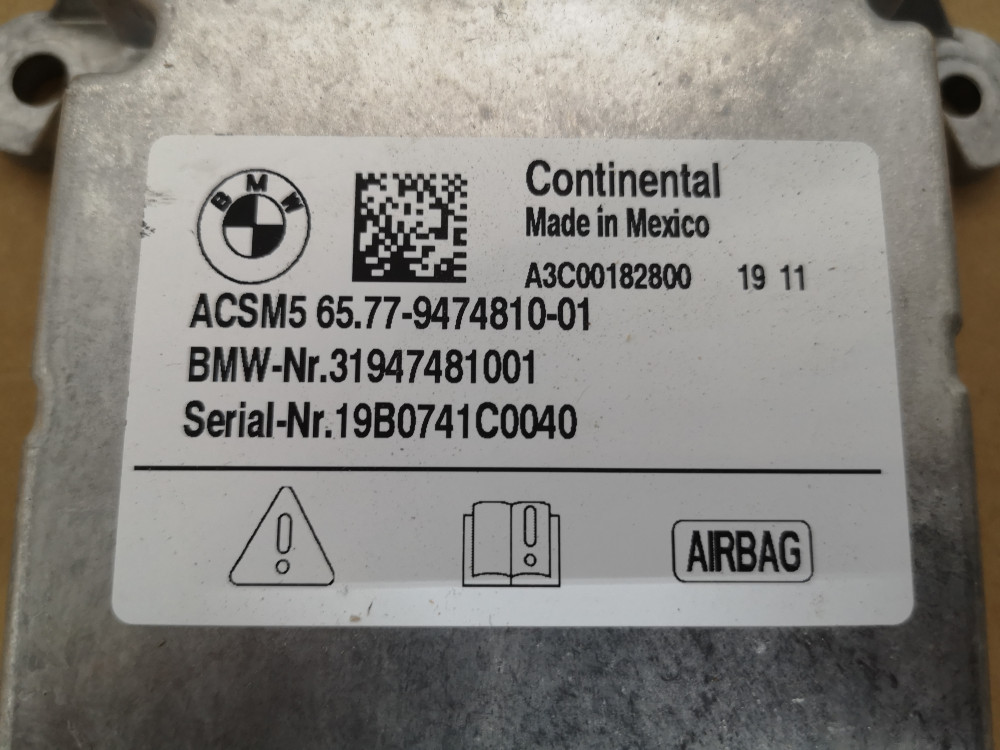 BMW
Continental
Made in Mexico
A3C00182800 19 11
ACSM5 65.77-9474810-01
BMW-Nr.31947481001
Serial-Nr.19B0741C0040
AIRBAG